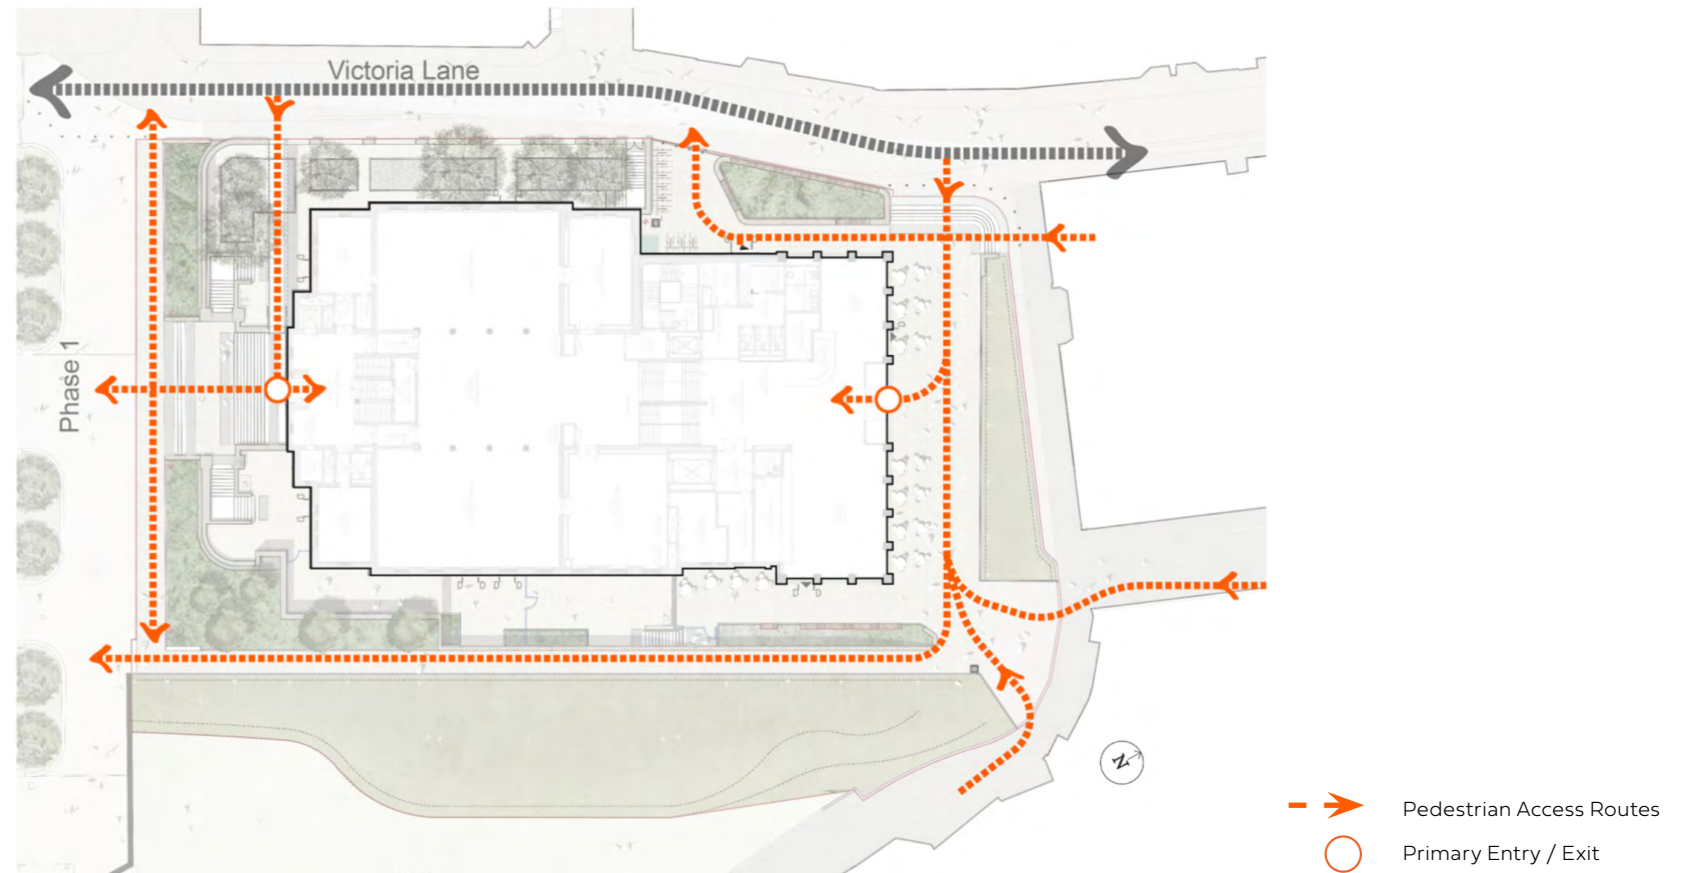 Victoria Lane
Phase 1
N
Pedestrian Access Routes
Primary Entry / Exit